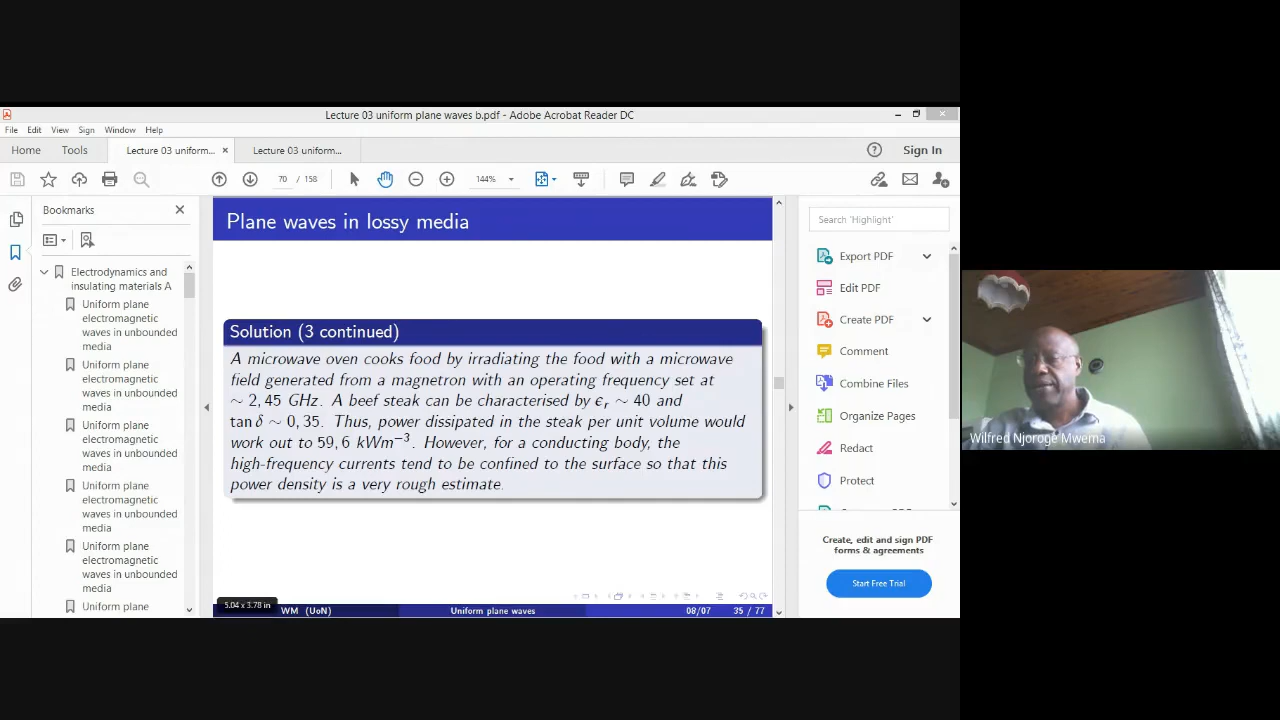 Lecture 03 uniform plane waves b.pdf - Adobe Acrobat Reader DC
File Edit View Sign Window Help
Home Tools Lecture 03 uniform... × Lecture 03 uniform... Sign In
70 / 158 144%
Bookmarks
Electrodynamics and
insulating materials A
Uniform plane
electromagnetic
waves in unbounded
media
Uniform plane
electromagnetic
waves in unbounded
media
Uniform plane
electromagnetic
waves in unbounded
media
Uniform plane
electromagnetic
waves in unbounded
media
Uniform plane
electromagnetic
waves in unbounded
media
Uniform plane
Plane waves in lossy media
Solution (3 continued)
A microwave oven cooks food by irradiating the food with a microwave
field generated from a magnetron with an operating frequency set at
∼ 2, 45 GHz. A beef steak can be characterised by ϵr ∼ 40 and
tan δ ∼ 0, 35. Thus, power dissipated in the steak per unit volume would
work out to 59, 6 kWm⁻³. However, for a conducting body, the
high-frequency currents tend to be confined to the surface so that this
power density is a very rough estimate.
5.04 x 3.78 in
WM (UoN) Uniform plane waves 08/07 35 / 77
Search 'Highlight'
Export PDF
Edit PDF
Create PDF
Comment
Combine Files
Organize Pages
Redact
Protect
Create, edit and sign PDF
forms & agreements
Start Free Trial
Wilfred Njoroge Mwema